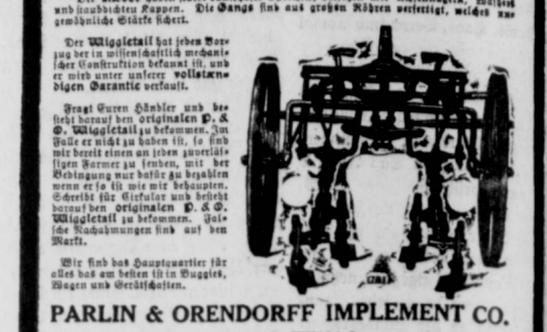 und staubdichten Kappen. Die Gangs sind aus großen Röhren verfertigt, welches
gewöhnliche Stärke sichert.
Der Wiggletail hat jeden Vor=
zug der in wissenschaftlich mechani=
scher Construktion bekannt ist, und
er wird unter unserer vollstæn=
digen Garantie verkauft.
Fragt Euren Händler und be=
steht darauf den originalen P. &
O. Wiggletail zu bekommen. Im
Falle er nicht zu haben ist, so sind
wir bereit einen an jeden zuverläs=
sigen Farmer zu senden, mit der
Bedingung nur dafür zu bezahlen
wenn er so ist wie wir behaupten.
Schreibt für Cirkular und besteht
darauf den originalen P. & O.
Wiggletail zu bekommen. Fal=
sche Nachahmungen sind auf den
Markt.
Wir sind das Hauptquartier für
alles das am besten ist in Buggies,
Wagen und Gerätschaften.
PARLIN & ORENDORFF IMPLEMENT CO.